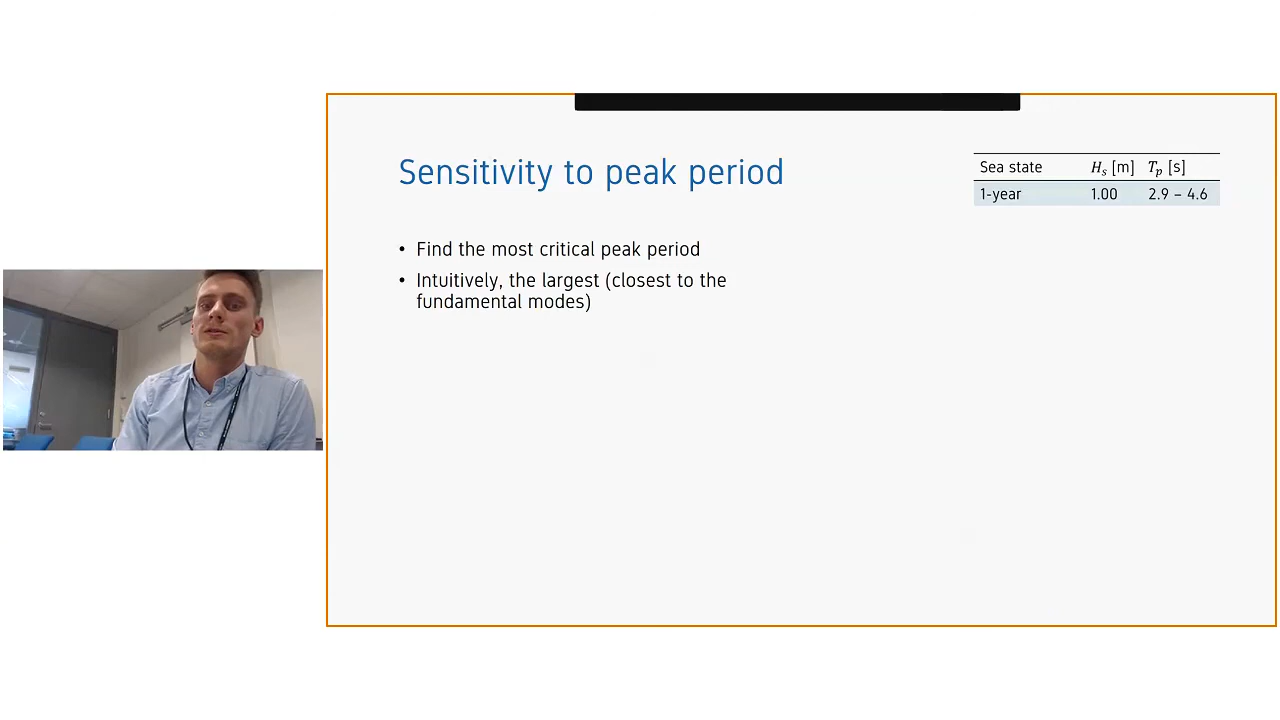 Sensitivity to peak period
Sea state H_s [m] T_p [s]
1-year 1.00 2.9 – 4.6
• Find the most critical peak period
• Intuitively, the largest (closest to the
fundamental modes)